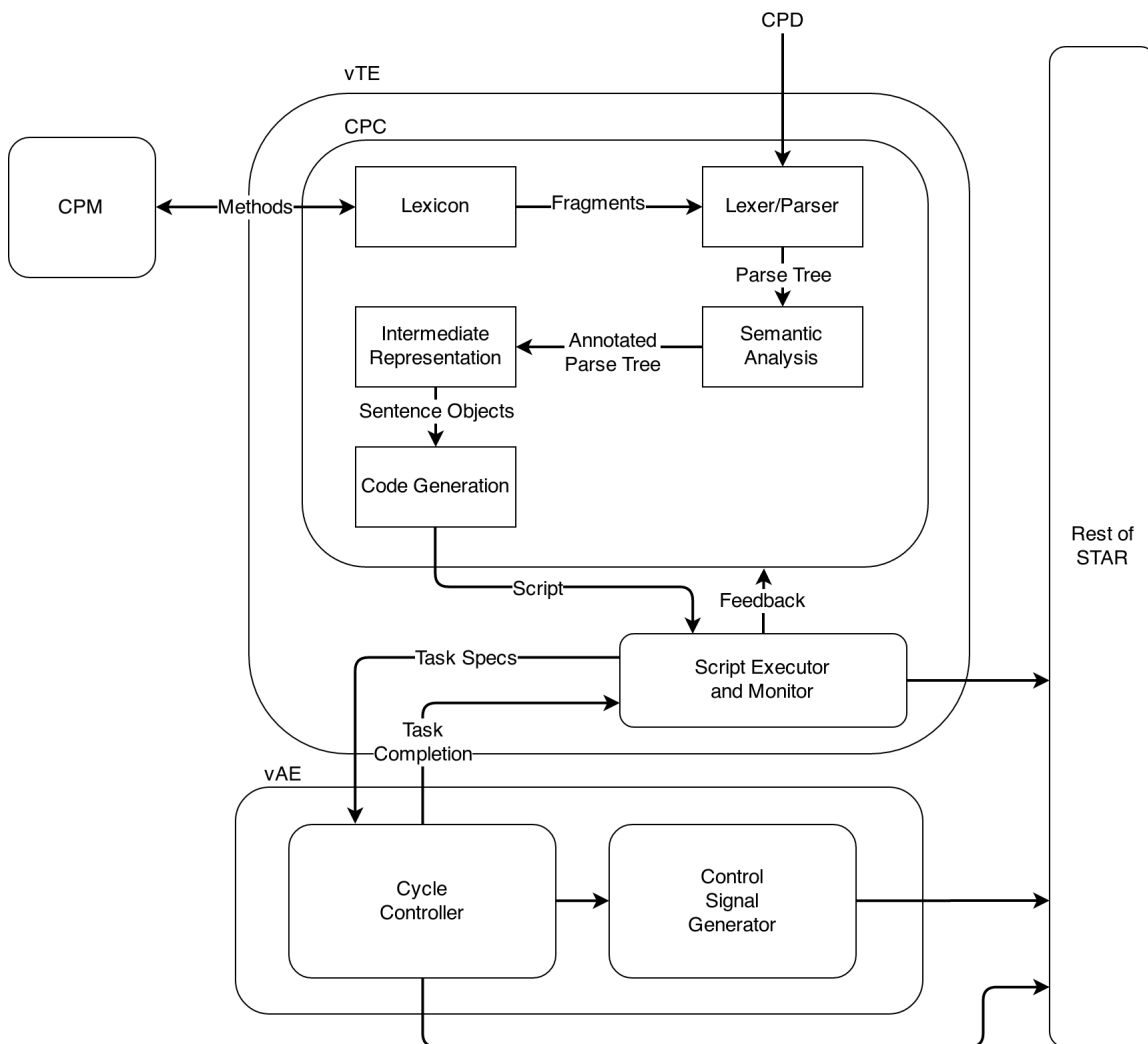 CPD
vTE
CPC
CPM
Methods
Lexicon
Fragments
Lexer/Parser
Parse Tree
Intermediate
Representation
Annotated
Parse Tree
Semantic
Analysis
Sentence Objects
Code Generation
Rest of
STAR
Script
Feedback
Task Specs
Script Executor
and Monitor
Task
Completion
vAE
Cycle
Controller
Control
Signal
Generator